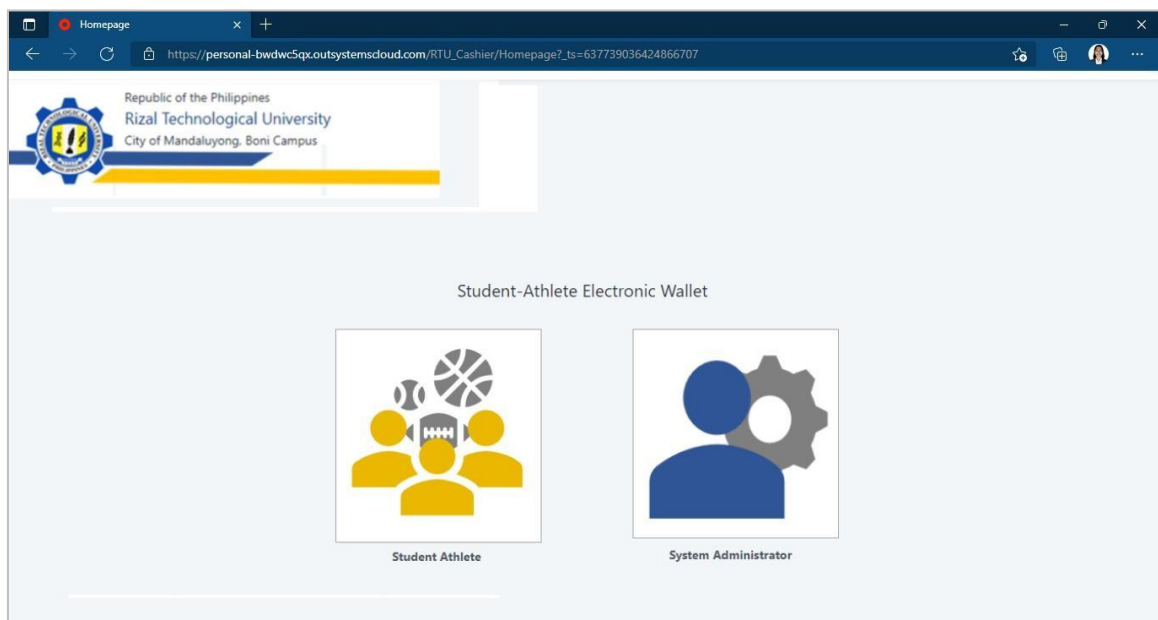 Homepage
https://personal-bwdwc5qx.outsystemscloud.com/RTU_Cashier/Homepage?_ts=637739036424866707
Republic of the Philippines
Rizal Technological University
City of Mandaluyong, Boni Campus
Student-Athlete Electronic Wallet
Student Athlete
System Administrator